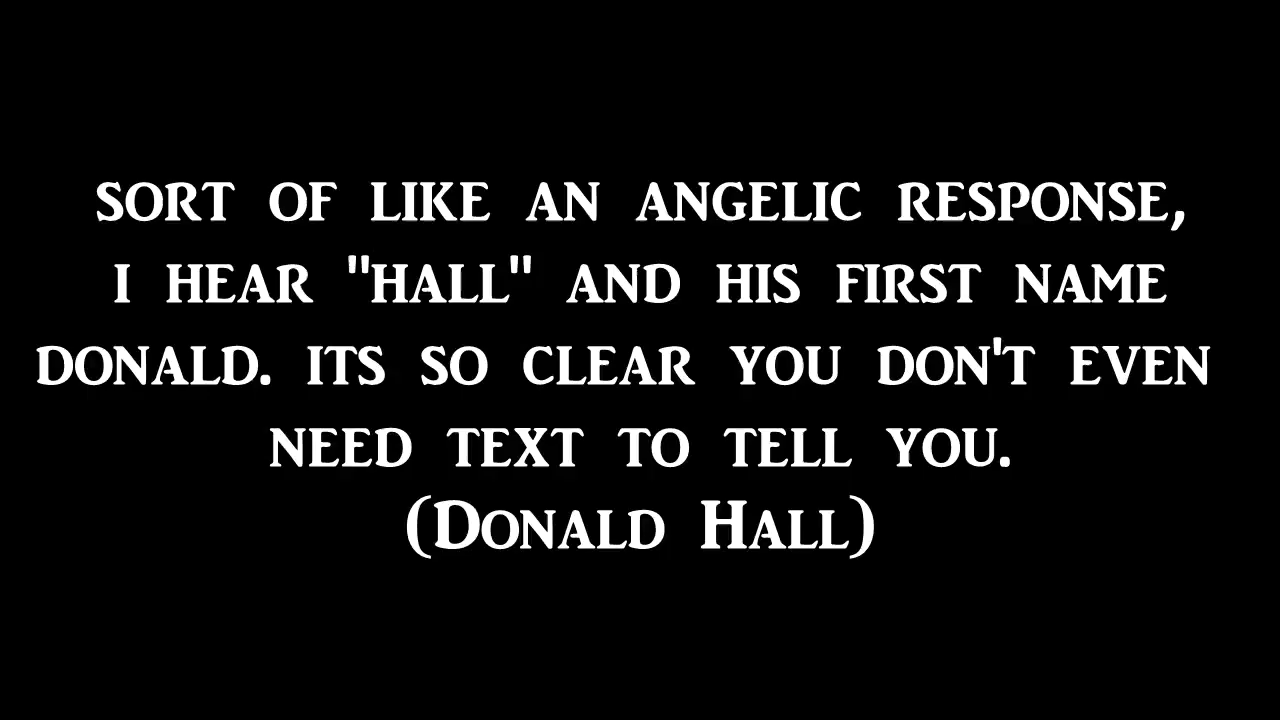 sort of like an angelic response,
i hear "hall" and his first name
donald. its so clear you don't even
need text to tell you.
(Donald Hall)